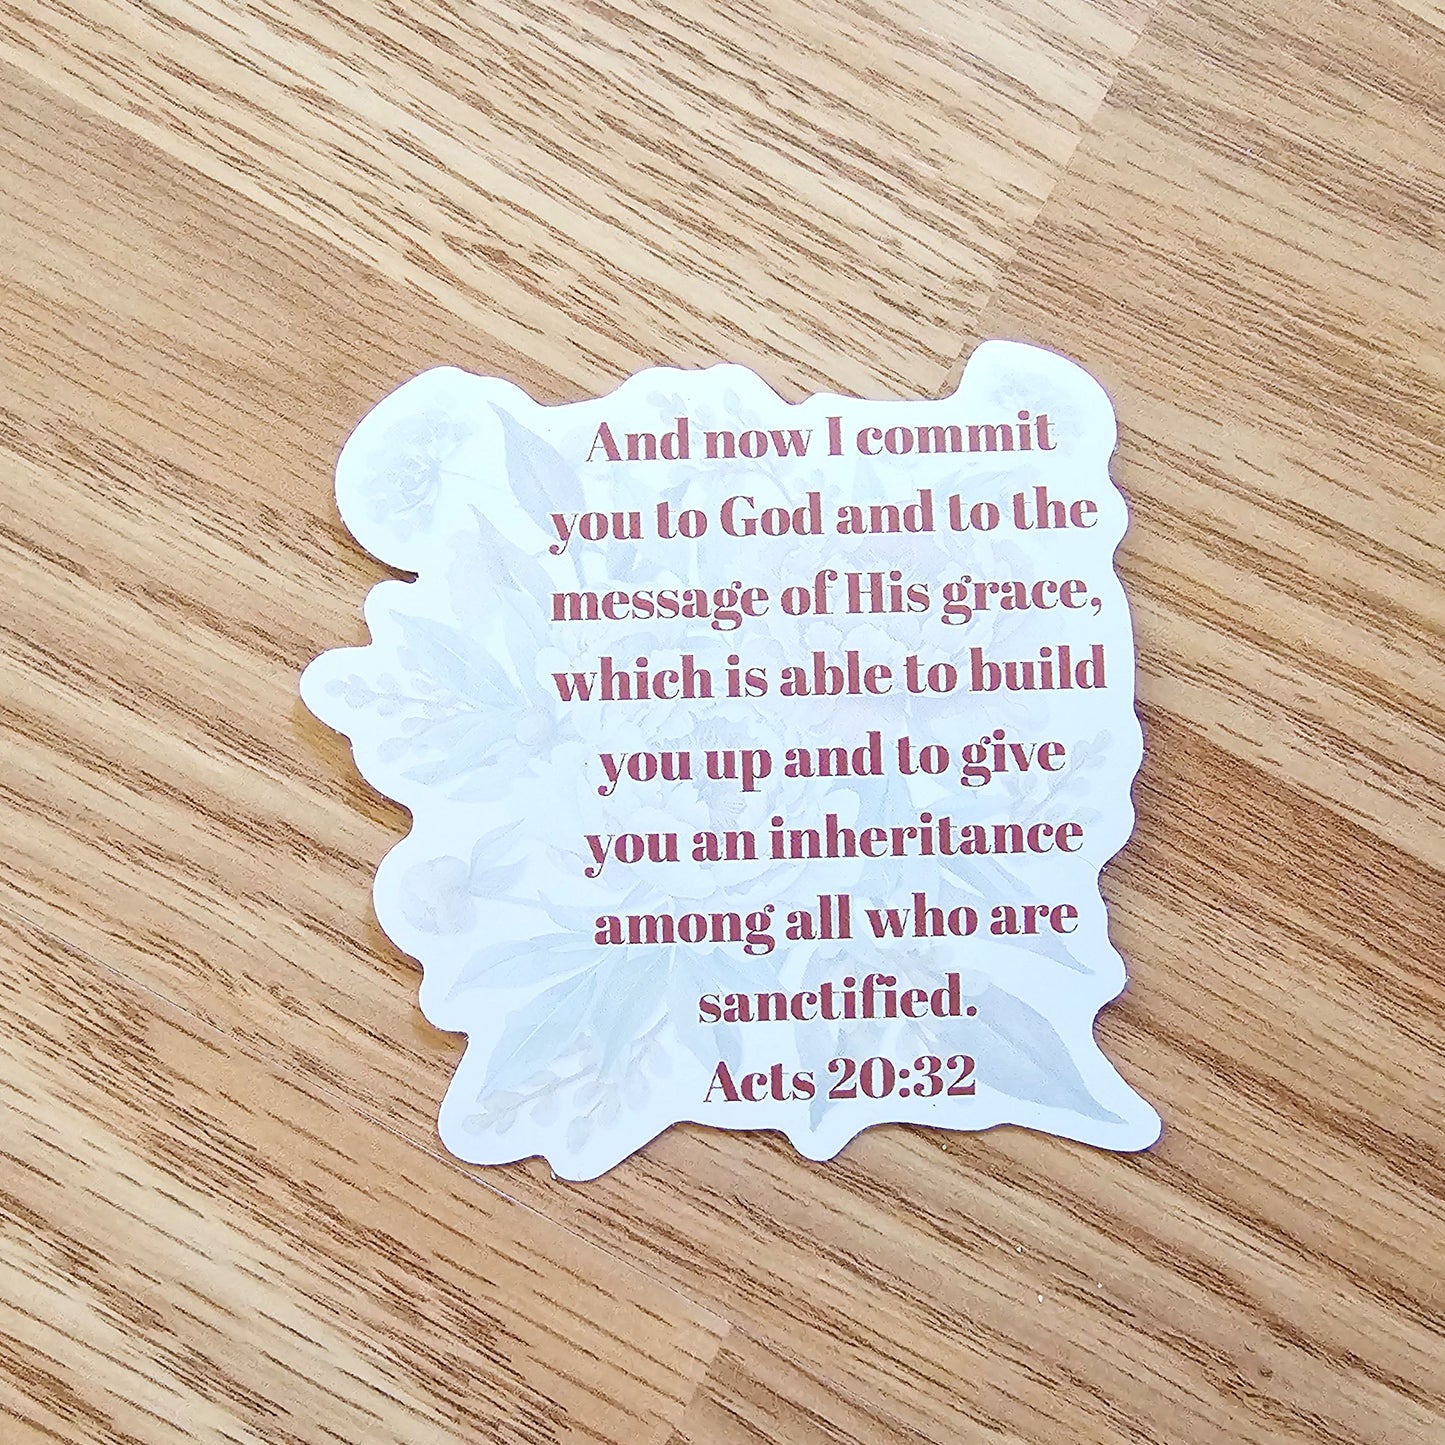 And now I commit
you to God and to the
message of His grace,
which is able to build
you up and to give
you an inheritance
among all who are
sanctified.
Acts 20:32